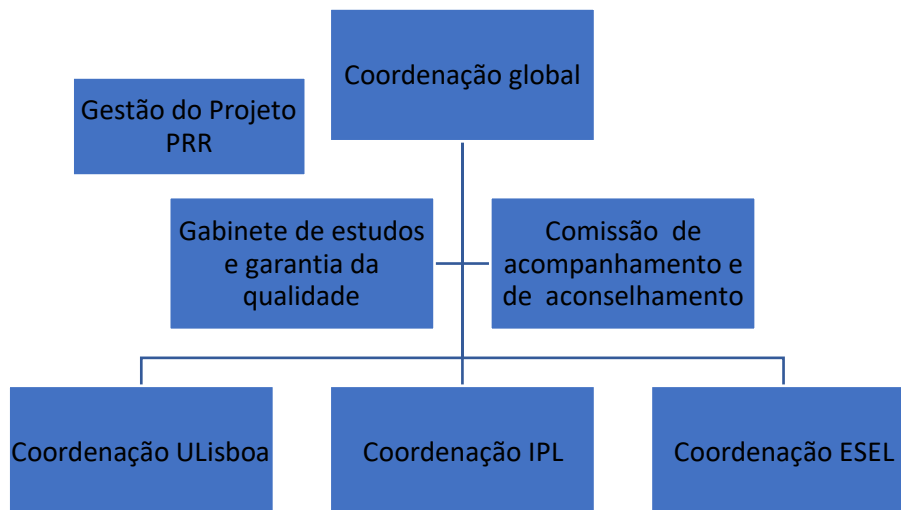 Coordenação global
Gestão do Projeto
PRR
Gabinete de estudos
e garantia da
qualidade
Comissão de
acompanhamento e
de aconselhamento
Coordenação ULisboa
Coordenação IPL
Coordenação ESEL